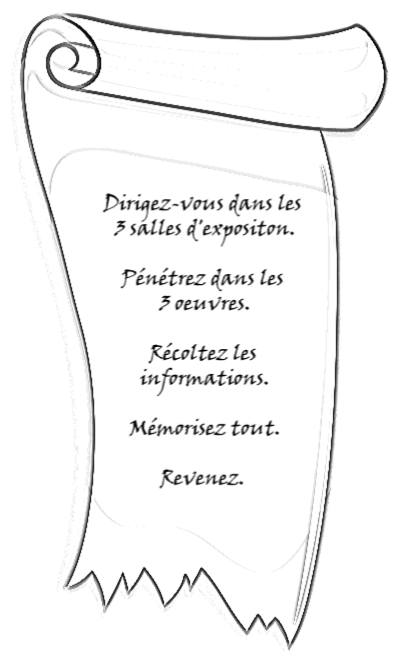 Dirigez-vous dans les
3 salles d'expositon.
Pénétrez dans les
3 oeuvres.
Récoltez les
informations.
Mémorisez tout.
Revenez.